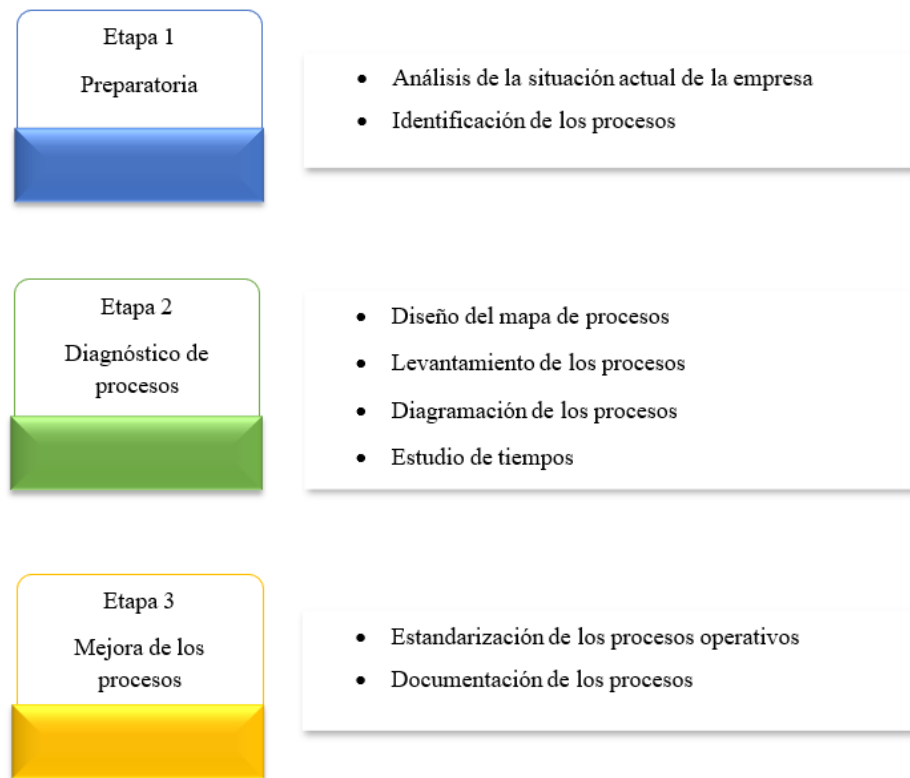 Etapa 1
Preparatoria
• Análisis de la situación actual de la empresa
• Identificación de los procesos
Etapa 2
Diagnóstico de
procesos
• Diseño del mapa de procesos
• Levantamiento de los procesos
• Diagramación de los procesos
• Estudio de tiempos
Etapa 3
Mejora de los
procesos
• Estandarización de los procesos operativos
• Documentación de los procesos